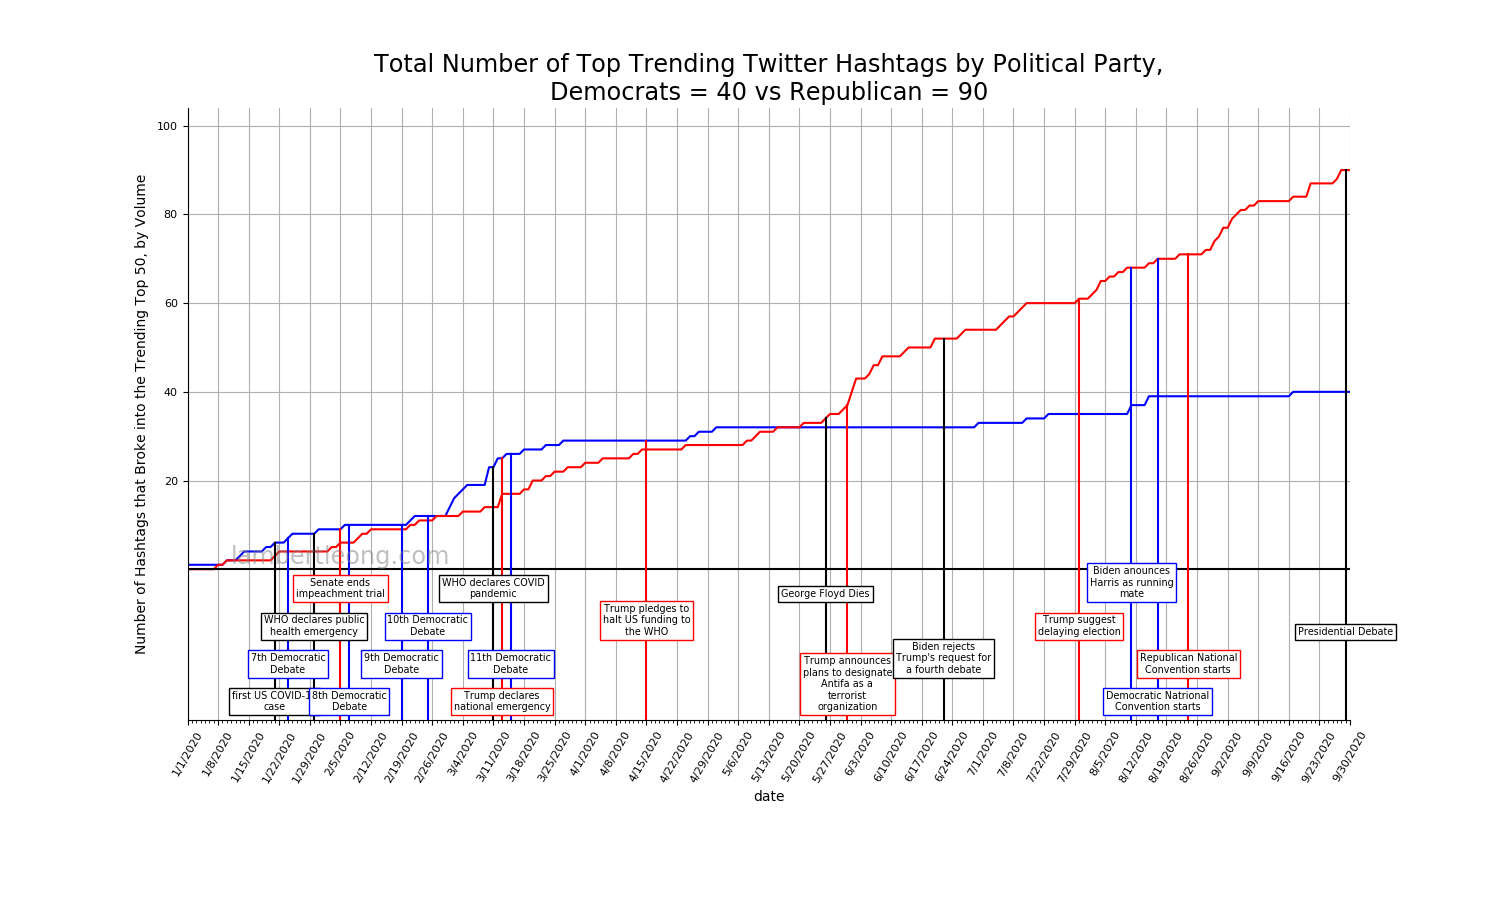 Total Number of Top Trending Twitter Hashtags by Political Party,
Democrats = 40 vs Republican = 90
Number of Hashtags that Broke into the Trending Top 50, by Volume
100
80
60
40
20
lambertleong.com
Senate ends
impeachment trial
WHO declares COVID
pandemic
WHO declares public
health emergency
10th Democratic
Debate
7th Democratic
Debate
9th Democratic
Debate
11th Democratic
Debate
first US COVID-1
case
8th Democratic
Debate
Trump declares
national emergency
Trump pledges to
halt US funding to
the WHO
George Floyd Dies
Trump announces
plans to designate
Antifa as a
terrorist
organization
Biden rejects
Trump's request for
a fourth debate
Biden anounces
Harris as running
mate
Trump suggest
delaying election
Republican National
Convention starts
Democratic Natrional
Convention starts
Presidential Debate
1/1/2020
1/8/2020
1/15/2020
1/22/2020
1/29/2020
2/5/2020
2/12/2020
2/19/2020
2/26/2020
3/4/2020
3/11/2020
3/18/2020
3/25/2020
4/1/2020
4/8/2020
4/15/2020
4/22/2020
4/29/2020
5/6/2020
5/13/2020
5/20/2020
5/27/2020
6/3/2020
6/10/2020
6/17/2020
6/24/2020
7/1/2020
7/8/2020
7/22/2020
7/29/2020
8/5/2020
8/12/2020
8/19/2020
8/26/2020
9/2/2020
9/9/2020
9/16/2020
9/23/2020
9/30/2020
date